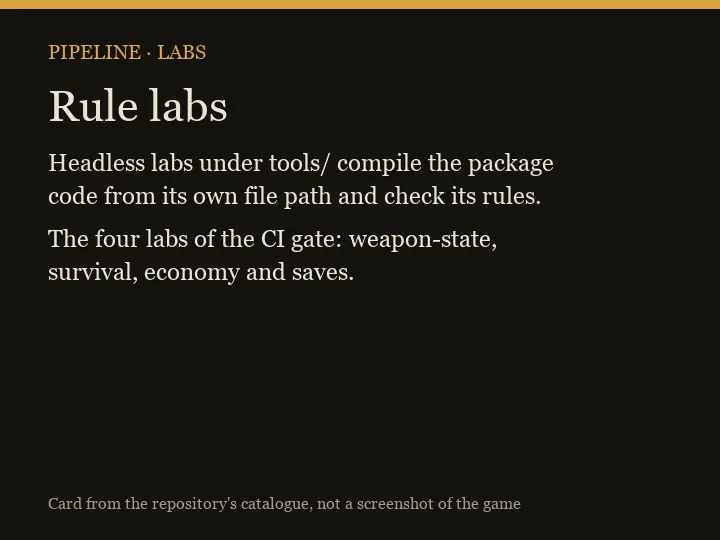 PIPELINE · LABS
Rule labs
Headless labs under tools/ compile the package
code from its own file path and check its rules.
The four labs of the CI gate: weapon-state,
survival, economy and saves.
Card from the repository's catalogue, not a screenshot of the game